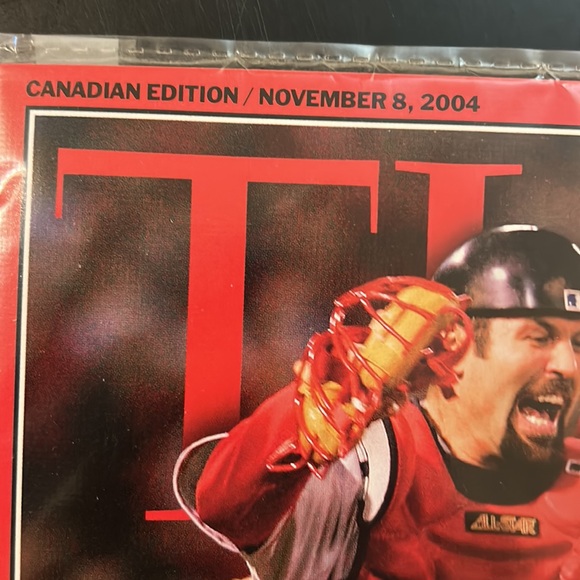 CANADIAN EDITION / NOVEMBER 8, 2004
TI
ALL-STAR